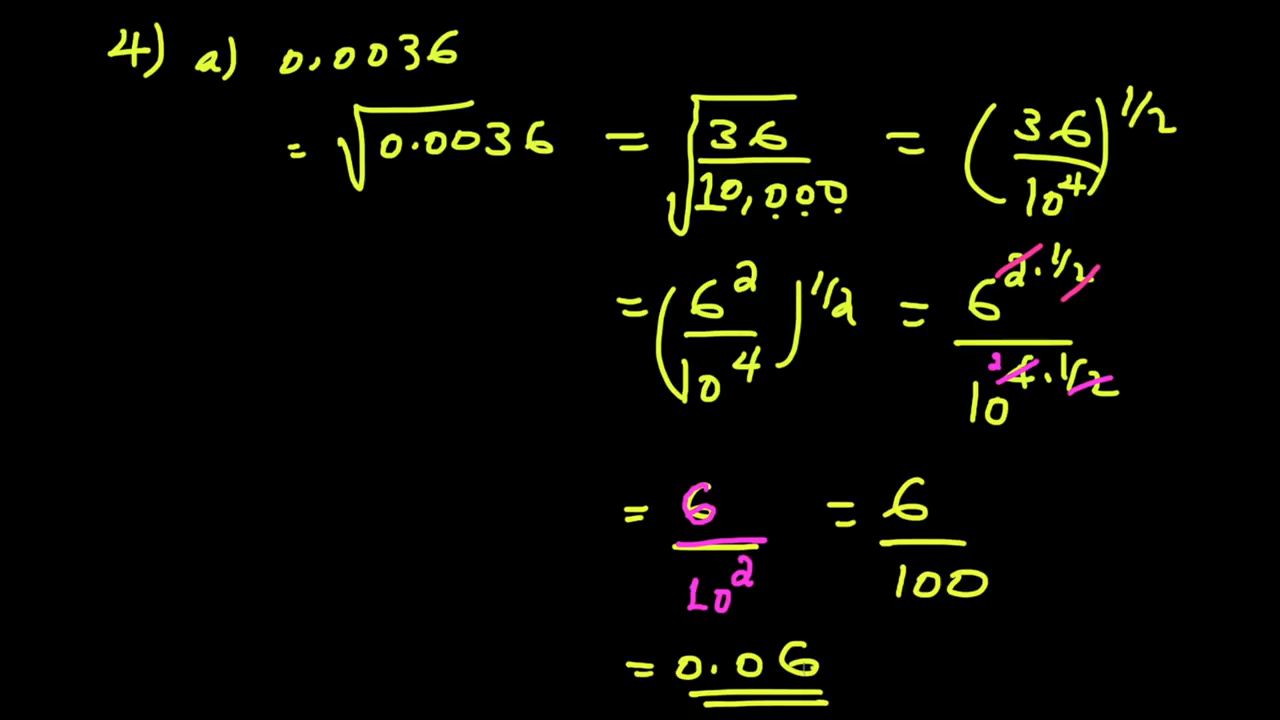 4) a) 0.0036
= √0.0036 = √(36/10,000) = (36/10⁴)^1/2
= (6²/10⁴)^1/2 = 6^2·1/2 / 10^2 4·1/2
= 6/10² = 6/100
= 0.06